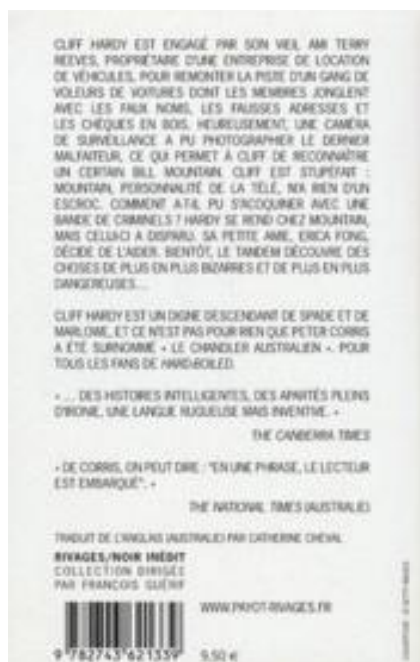 CLIFF HARDY EST ENGAGÉ PAR SON VIEIL AMI TERRY
REEVES, PROPRIÉTAIRE D'UNE ENTREPRISE DE LOCATION
DE VÉHICULES, POUR REMONTER LA PISTE D'UN GANG DE
VOLEURS DE VOITURES DONT LES MEMBRES JONGLENT
AVEC LES FAUX NOMS, LES FAUSSES ADRESSES ET
LES CHÈQUES EN BOIS. HEUREUSEMENT, UNE CAMÉRA
DE SURVEILLANCE A PU PHOTOGRAPHIER LE DERNIER
MALFAITEUR, CE QUI PERMET À CLIFF DE RECONNAÎTRE
UN CERTAIN BILL MOUNTAIN. CLIFF EST STUPÉFAIT :
MOUNTAIN, PERSONNALITÉ DE LA TÉLÉ, N'A RIEN D'UN
ESCROC. COMMENT A-T-IL PU S'ACOQUINER AVEC UNE
BANDE DE CRIMINELS ? HARDY SE REND CHEZ MOUNTAIN,
MAIS CELUI-CI A DISPARU. SA PETITE AMIE, ERICA FONG,
DÉCIDE DE L'AIDER. BIENTÔT, LE TANDEM DÉCOUVRE DES
CHOSES DE PLUS EN PLUS BIZARRES ET DE PLUS EN PLUS
DANGEREUSES...
CLIFF HARDY EST UN DIGNE DESCENDANT DE SPADE ET DE
MARLOWE, ET CE N'EST PAS POUR RIEN QUE PETER CORRIS
A ÉTÉ SURNOMMÉ « LE CHANDLER AUSTRALIEN ». POUR
TOUS LES FANS DE HARD-BOILED.
« ... DES HISTOIRES INTELLIGENTES, DES APARTÉS PLEINS
D'IRONIE, UNE LANGUE RUGUEUSE MAIS INVENTIVE. »
THE CANBERRA TIMES
« DE CORRIS, ON PEUT DIRE : "EN UNE PHRASE, LE LECTEUR
EST EMBARQUÉ". »
THE NATIONAL TIMES (AUSTRALIE)
TRADUIT DE L'ANGLAIS (AUSTRALIE) PAR CATHERINE CHEVAL
RIVAGES/NOIR INÉDIT
COLLECTION DIRIGÉE
PAR FRANÇOIS GUÉRIF
WWW.PAYOT-RIVAGES.FR
9 782743 621339
9,50 €